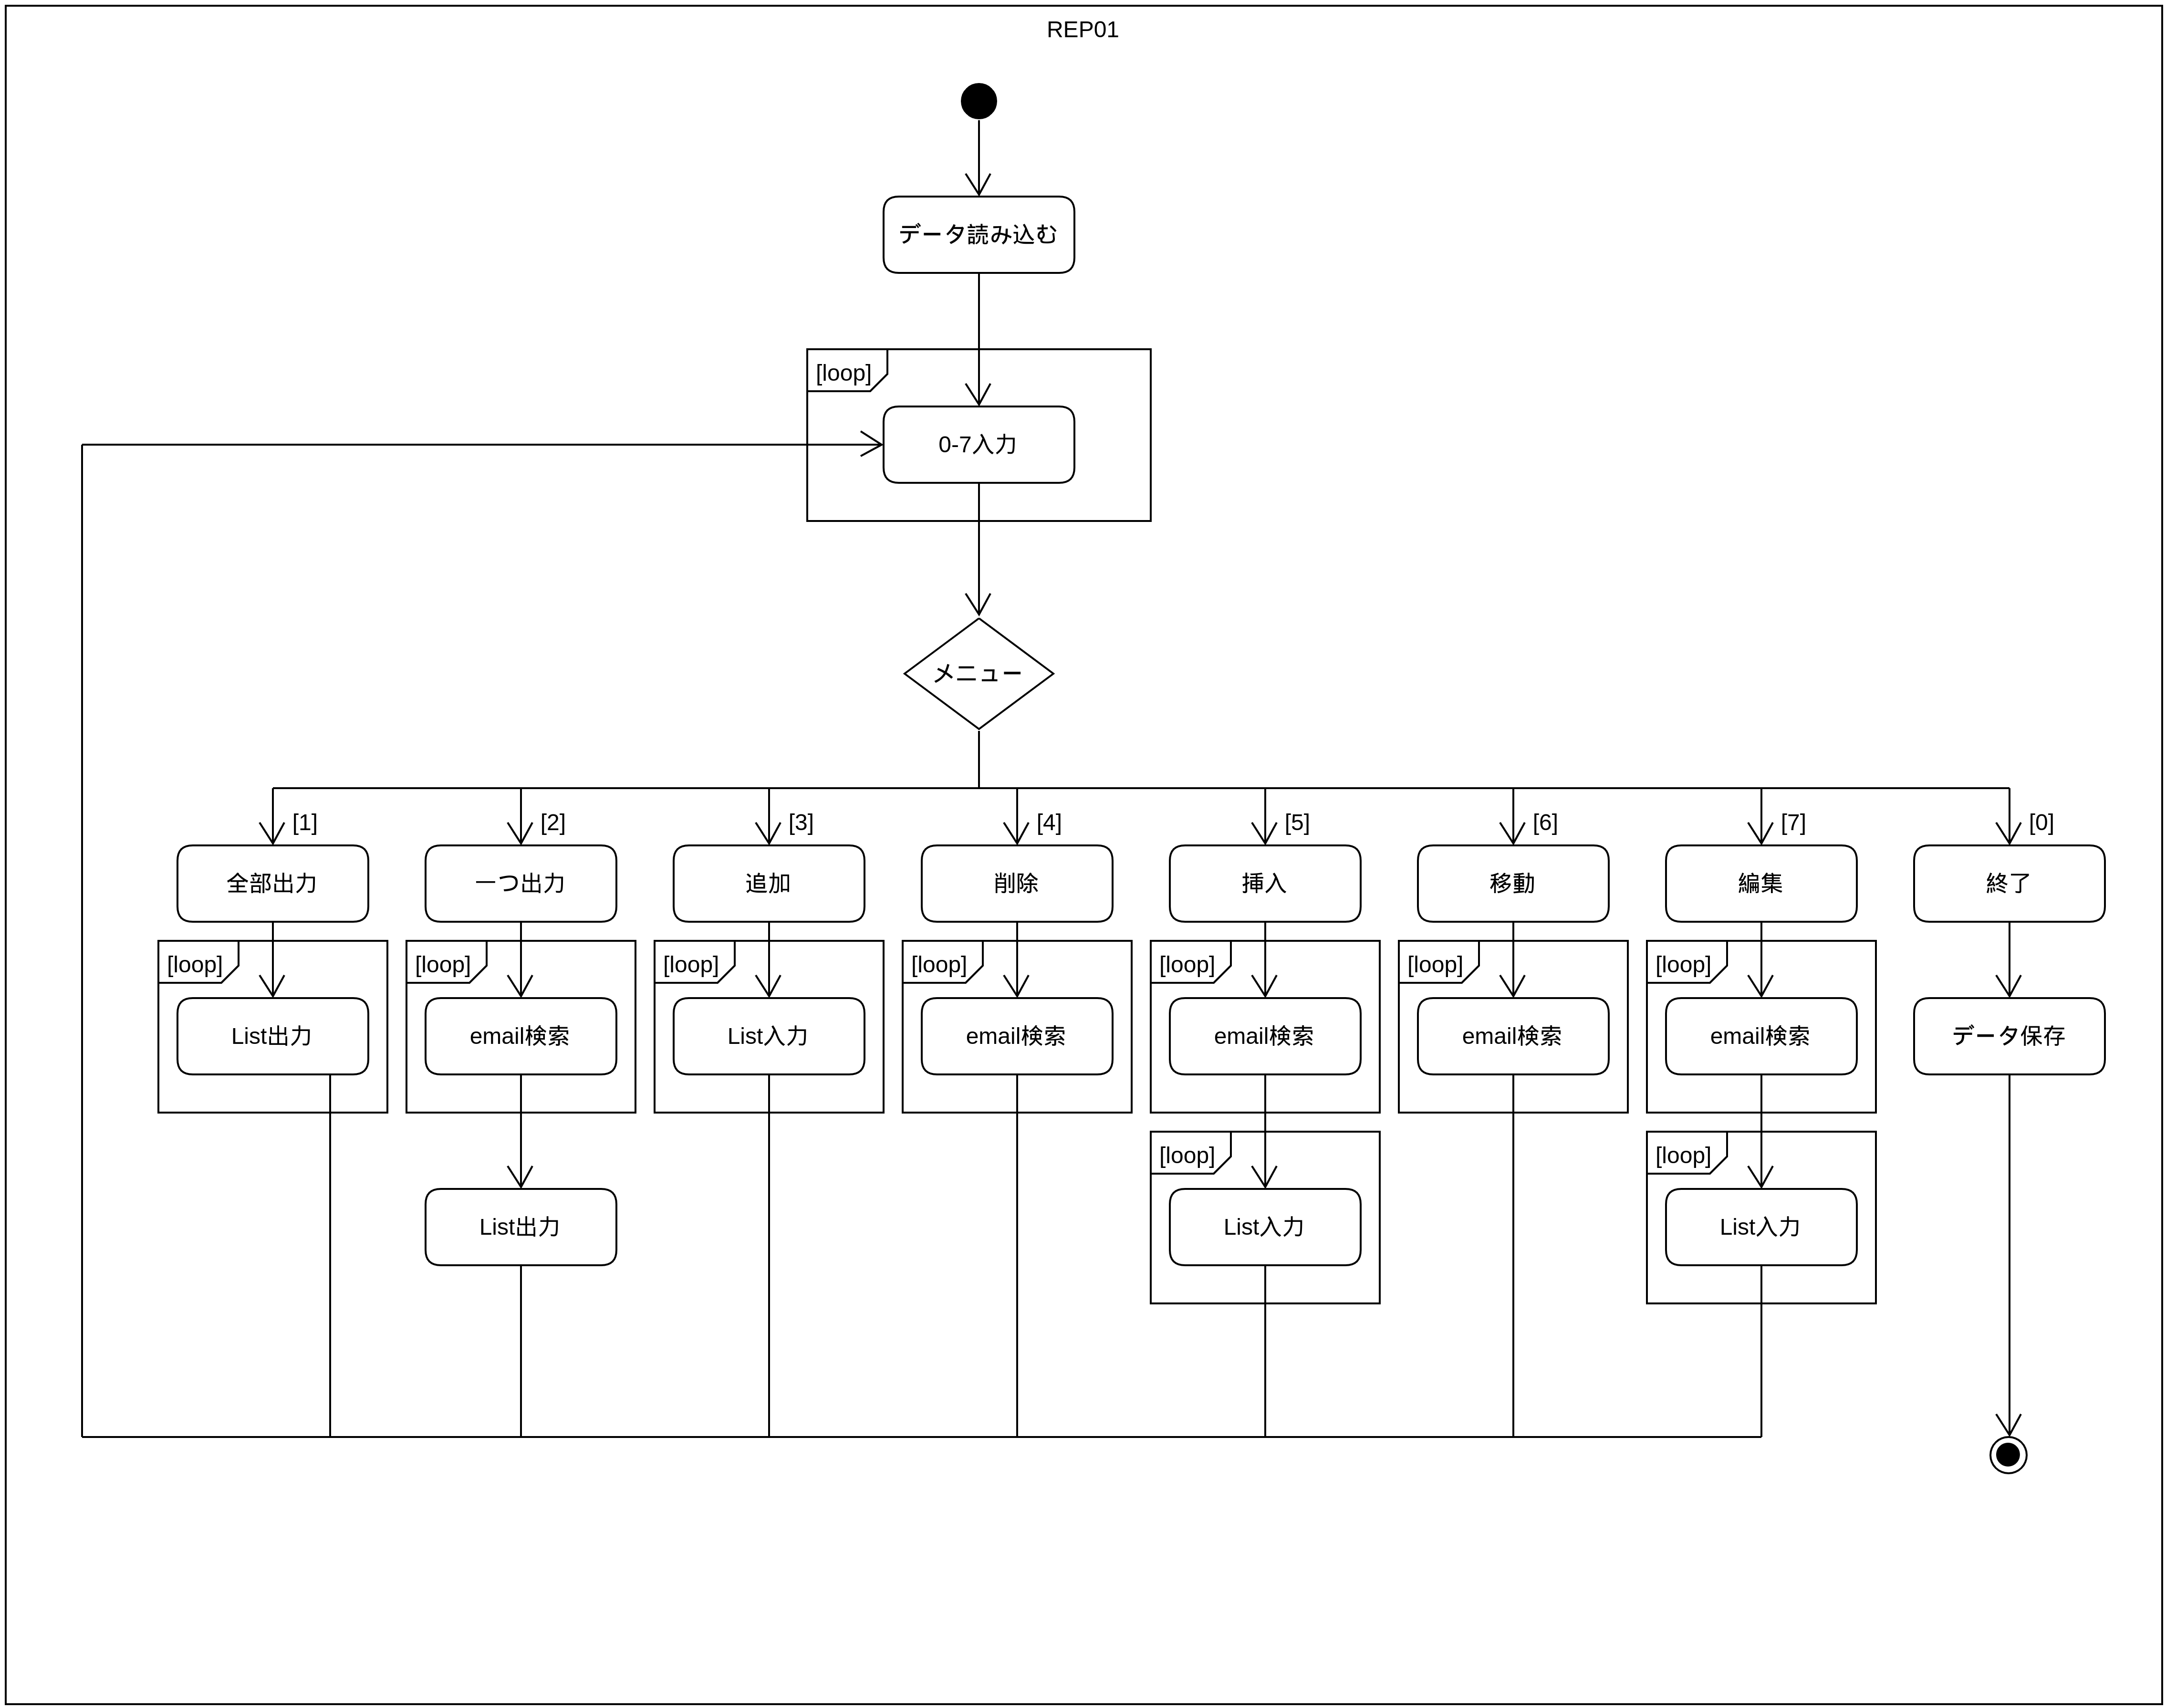 REP01
データ読み込む
[loop]
0-7入力
メニュー
[1]
[2]
[3]
[4]
[5]
[6]
[7]
[0]
全部出力
一つ出力
追加
削除
挿入
移動
編集
終了
[loop]
[loop]
[loop]
[loop]
[loop]
[loop]
[loop]
List出力
email検索
List入力
email検索
email検索
email検索
email検索
データ保存
[loop]
[loop]
List出力
List入力
List入力